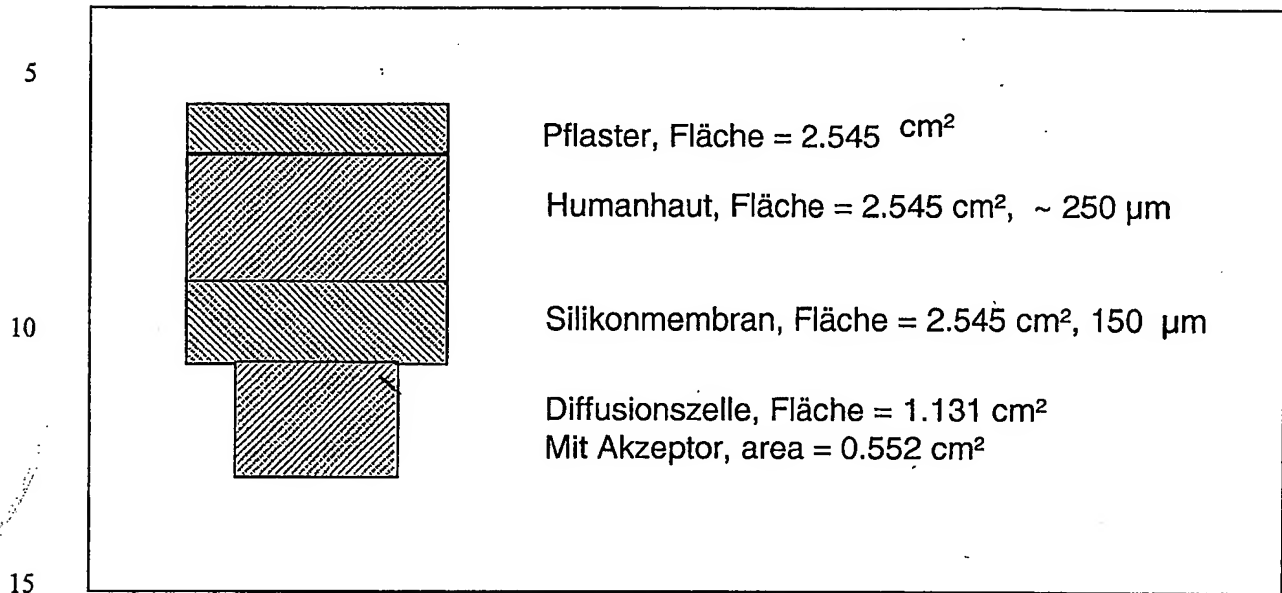 5
Pflaster, Fläche = 2.545 cm²
Humanhaut, Fläche = 2.545 cm², ~ 250 µm
10
Silikonmembran, Fläche = 2.545 cm², 150 µm
Diffusionszelle, Fläche = 1.131 cm²
Mit Akzeptor, area = 0.552 cm²
15